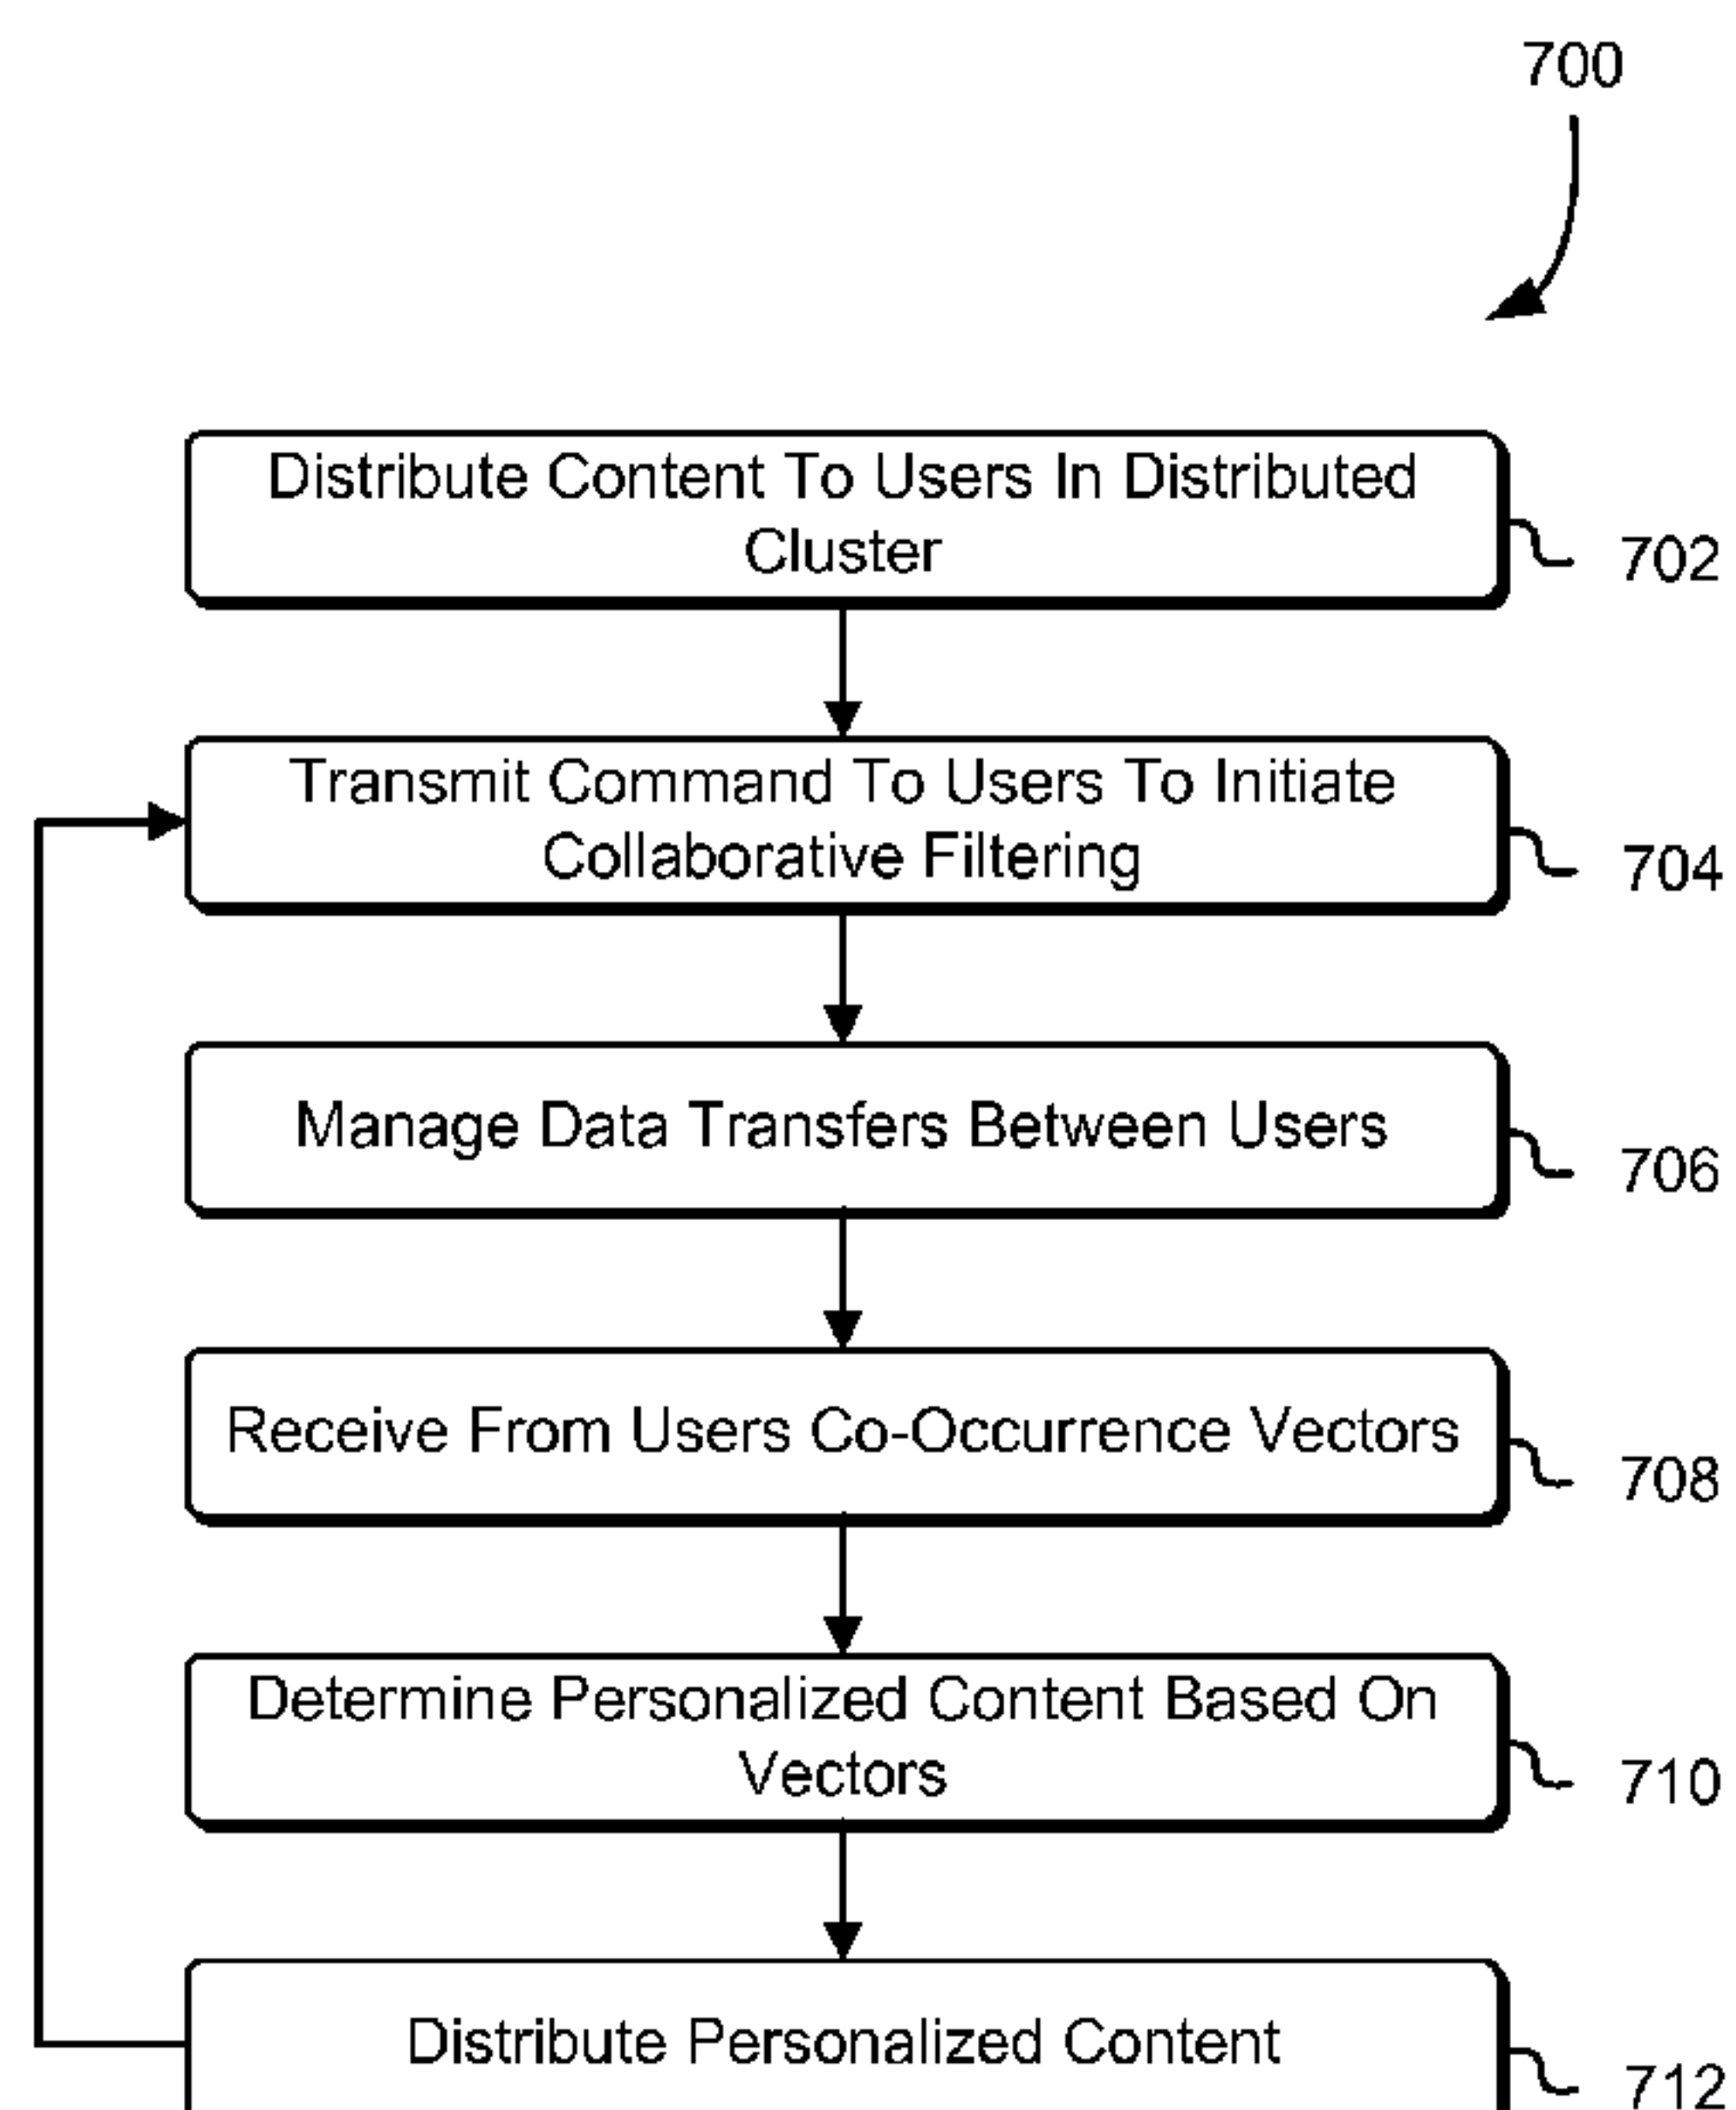 700
Distribute Content To Users In Distributed
Cluster
702
Transmit Command To Users To Initiate
Collaborative Filtering
704
Manage Data Transfers Between Users
706
Receive From Users Co-Occurrence Vectors
708
Determine Personalized Content Based On
Vectors
710
Distribute Personalized Content
712